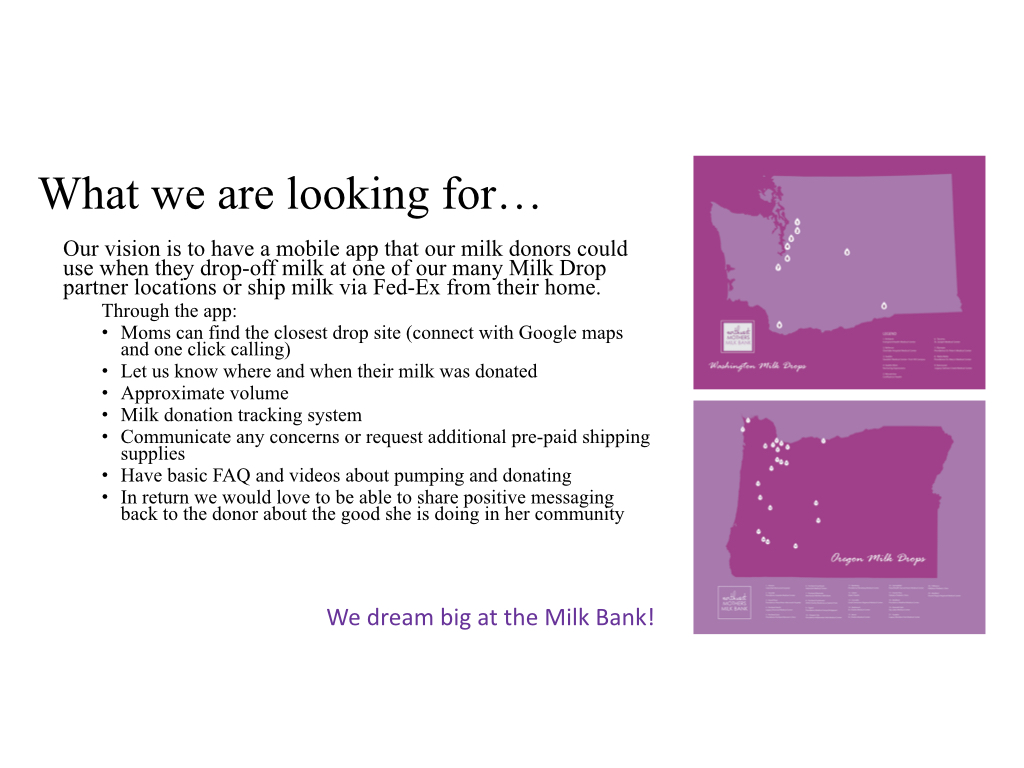 What we are looking for…
Our vision is to have a mobile app that our milk donors could
use when they drop-off milk at one of our many Milk Drop
partner locations or ship milk via Fed-Ex from their home.
Through the app:
• Moms can find the closest drop site (connect with Google maps
and one click calling)
• Let us know where and when their milk was donated
• Approximate volume
• Milk donation tracking system
• Communicate any concerns or request additional pre-paid shipping
supplies
• Have basic FAQ and videos about pumping and donating
• In return we would love to be able to share positive messaging
back to the donor about the good she is doing in her community
We dream big at the Milk Bank!
northwest
MOTHERS
MILK BANK
Washington Milk Drops
Oregon Milk Drops
northwest
MOTHERS
MILK BANK